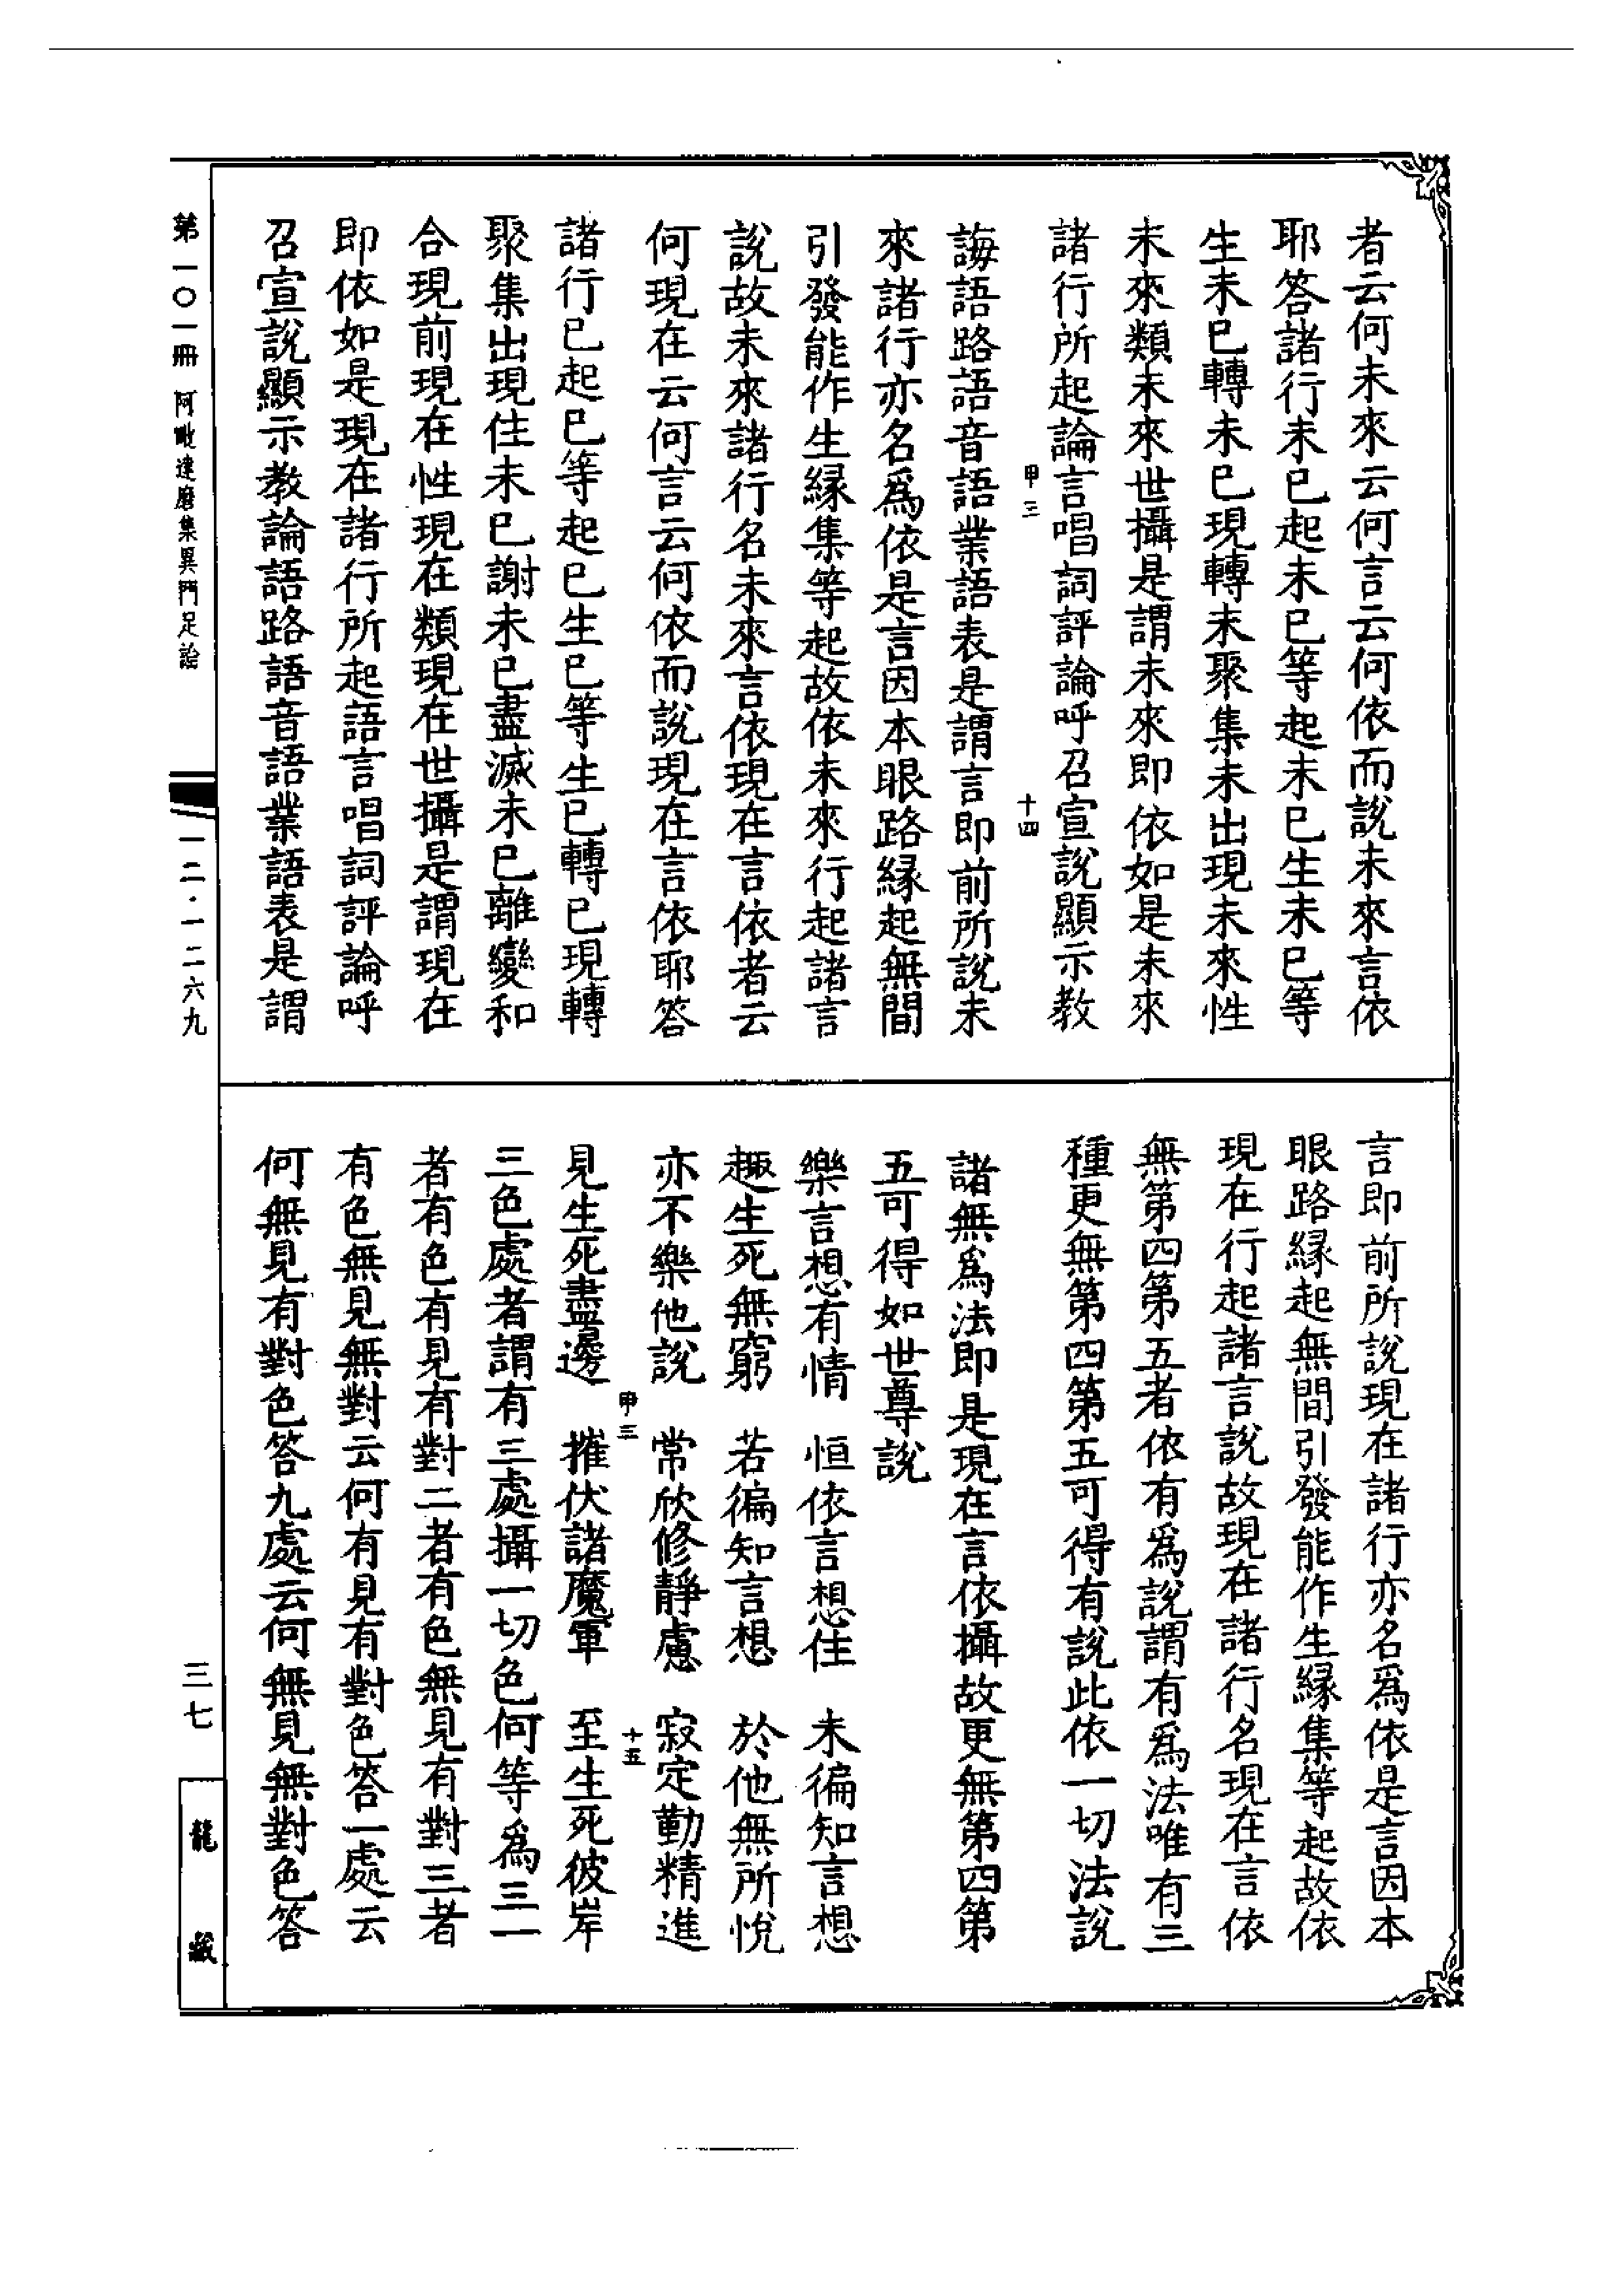 者云何未來云何言云何依而說未來言依
耶答諸行未已起未已等起未已生未已等
生未已轉未已現轉未聚集未出現未來性
未來類未來世攝是謂未來即依如是未來
諸行所起論言唱詞評論呼召宣說顯示教
甲三 十四
誨語路語音語業語表是謂言即前所說未
來諸行亦名爲依是言因本眼路緣起無間
引發能作生緣集等起故依未來行起諸言
說故未來諸行名未來言依現在言依者云
何現在云何言云何依而說現在言依耶答
諸行已起已等起已生已等生已轉已現轉
聚集出現住未已謝未已盡滅未已離變和
合現前現在性現在類現在世攝是謂現在
即依如是現在諸行所起語言唱詞評論呼
召宣說顯示教論語路語音語業語表是謂
言即前所說現在諸行亦名爲依是言因本
眼路緣起無間引發能作生緣集等起故依
現在行起諸言說故現在諸行名現在言依
無第四第五者依有爲說謂有爲法唯有三
種更無第四第五可得有說此依一切法說
諸無爲法即是現在言依攝故更無第四第
五可得如世尊說
樂言想有情 恒依言想住 未徧知言想
趣生死無窮 若徧知言想 於他無所悅
亦不樂他說 常欣修靜慮 寂定勤精進
甲三 十五
見生死盡邊 摧伏諸魔軍 至生死彼岸
三色處者謂有三處攝一切色何等爲三一
者有色有見有對二者有色無見有對三者
有色無見無對云何有見有對色答一處云
何無見有對色答九處云何無見無對色答
第一〇一冊 阿毗達磨集異門足論
一二·一二六九
三七
龍藏